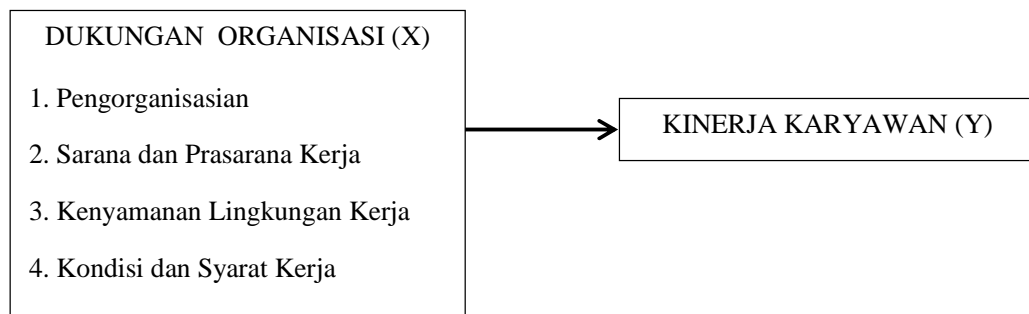 DUKUNGAN ORGANISASI (X)
1. Pengorganisasian
2. Sarana dan Prasarana Kerja
3. Kenyamanan Lingkungan Kerja
4. Kondisi dan Syarat Kerja
KINERJA KARYAWAN (Y)